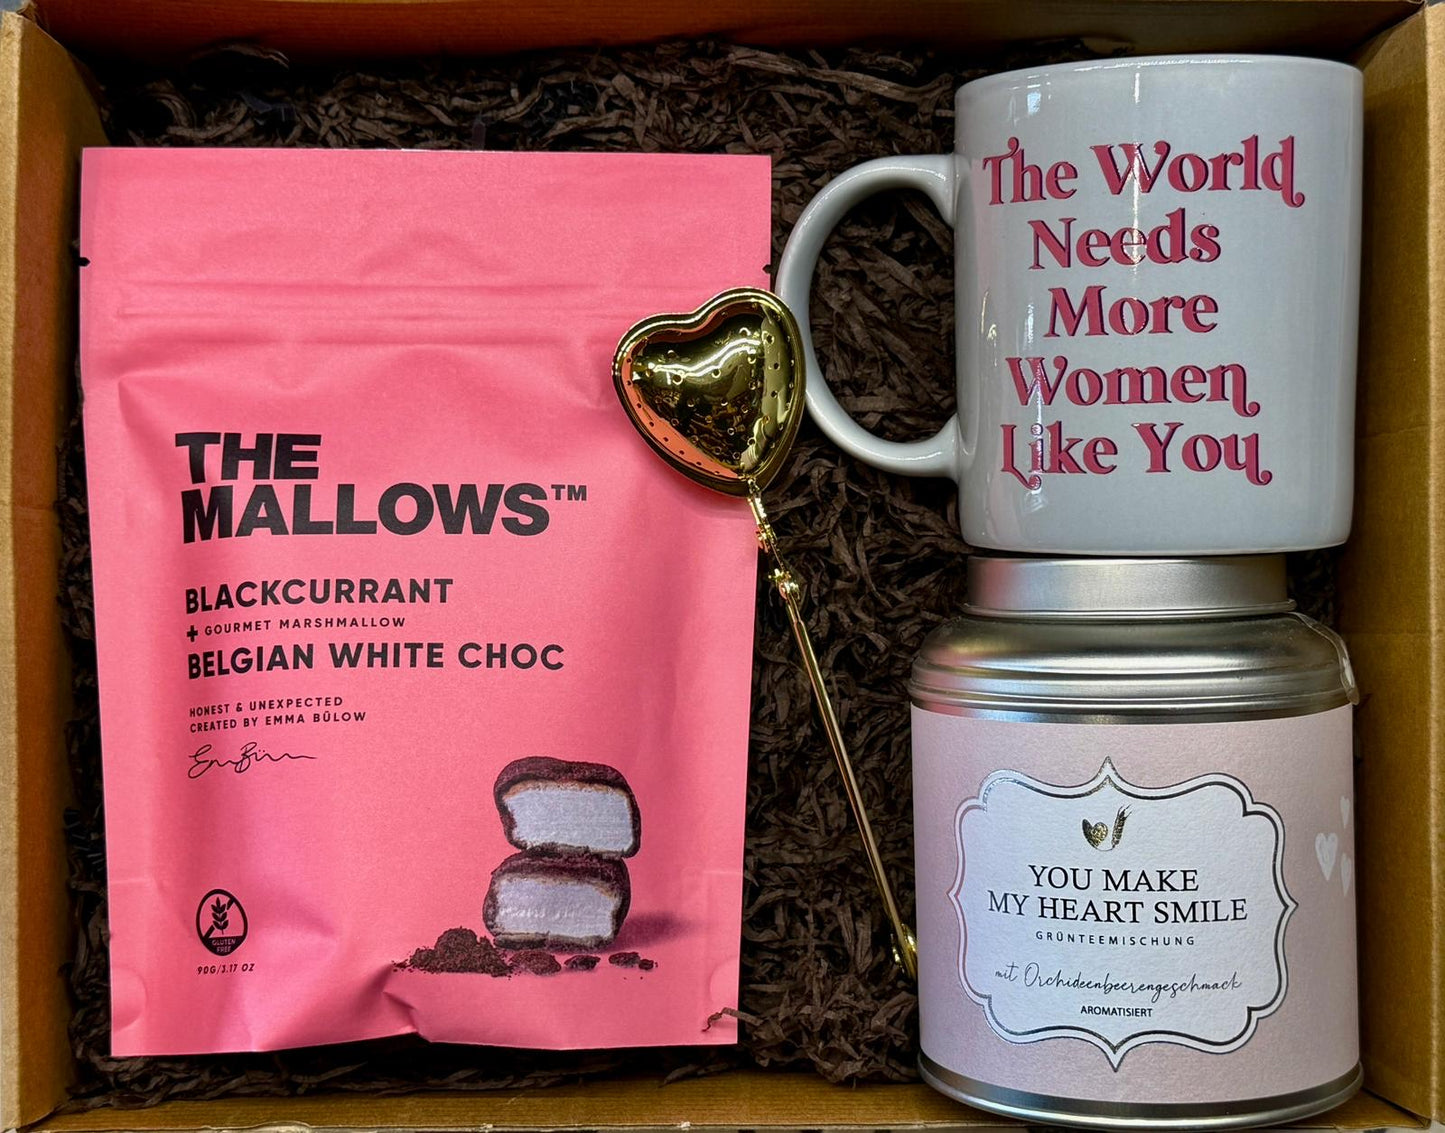 THE
MALLOWS™
BLACKCURRANT
+ GOURMET MARSHMALLOW
BELGIAN WHITE CHOC
HONEST & UNEXPECTED
CREATED BY EMMA BÜLOW
GLUTEN
FREE
90G/3.17 OZ
The World
Needs
More
Women
Like You
YOU MAKE
MY HEART SMILE
GRÜNTEEMISCHUNG
mit Orchideenbeerengeschmack
AROMATISIERT